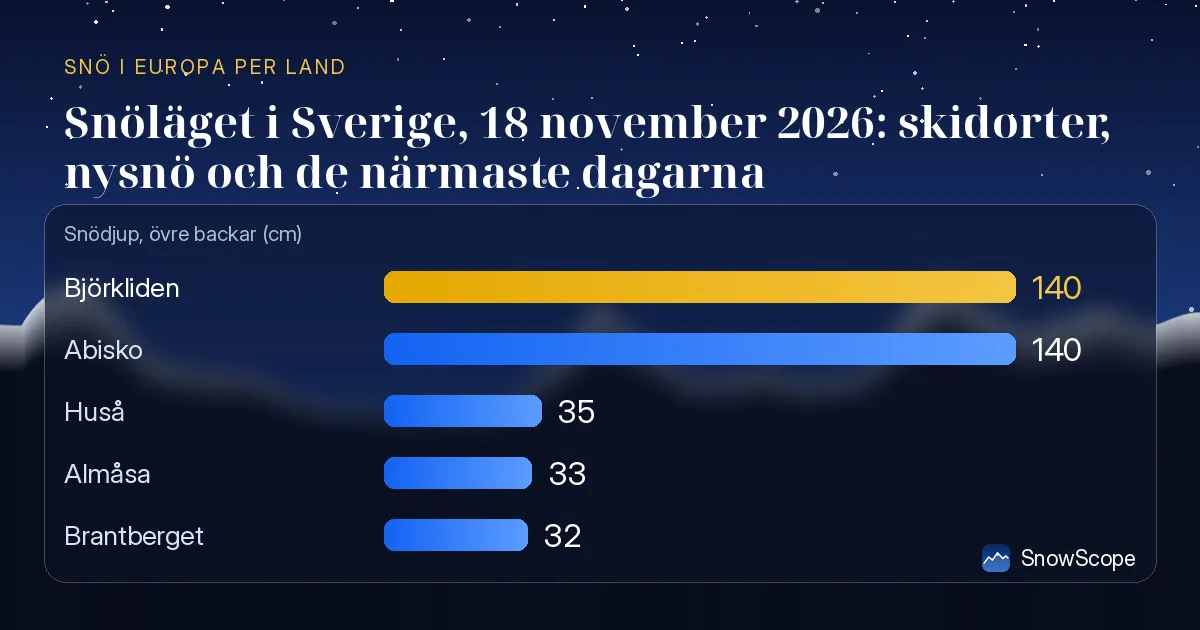 SNÖ I EUROPA PER LAND
Snöläget i Sverige, 18 november 2026: skidorter,
nysnö och de närmaste dagarna
Snödjup, övre backar (cm)
Björkliden 140
Abisko 140
Huså 35
Almåsa 33
Brantberget 32
SnowScope